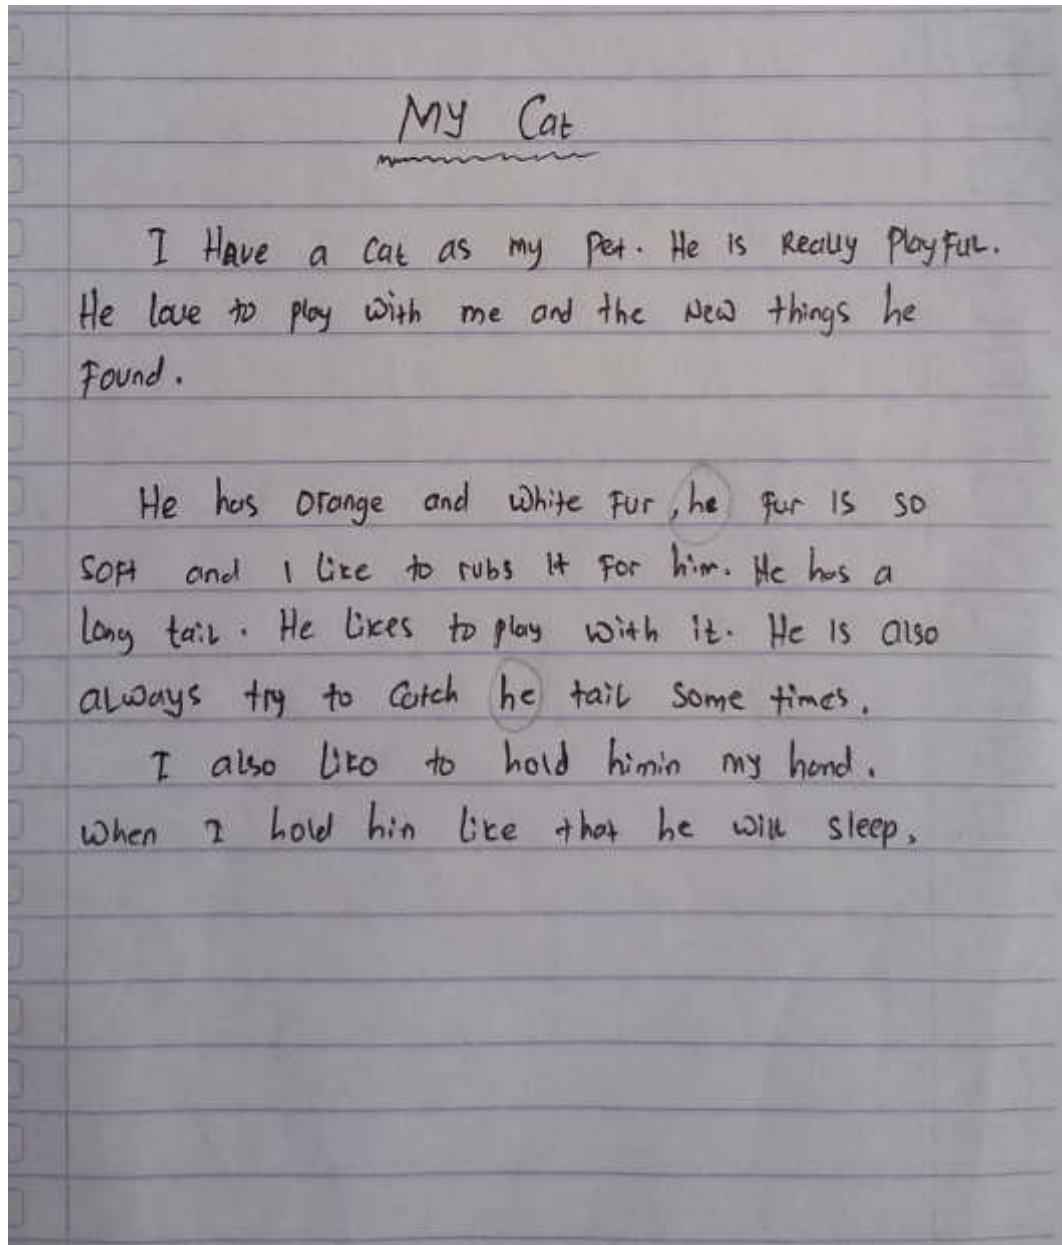 My Cat
I Have a cat as my pet. He is Really PlayFul.
He love to play with me and the New things he
Found.
He has orange and white Fur, he fur is so
soft and I like to rubs it for him. He has a
long tail. He likes to play with it. He is also
always try to catch he tail some times.
I also like to hold himin my hand.
When I hold hin like that he will sleep.